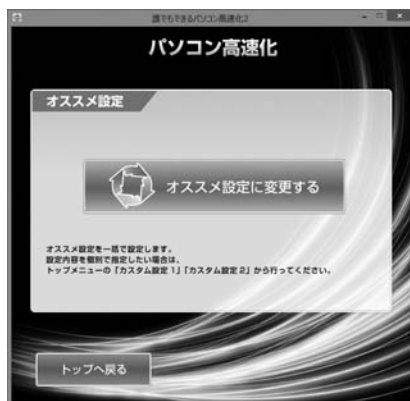 誰でもできるパソコン高速化2
パソコン高速化
オススメ設定
オススメ設定に変更する
オススメ設定を一括で設定します。
設定内容を個別で指定したい場合は、
トップメニューの「カスタム設定1」「カスタム設定2」から行ってください。
トップへ戻る